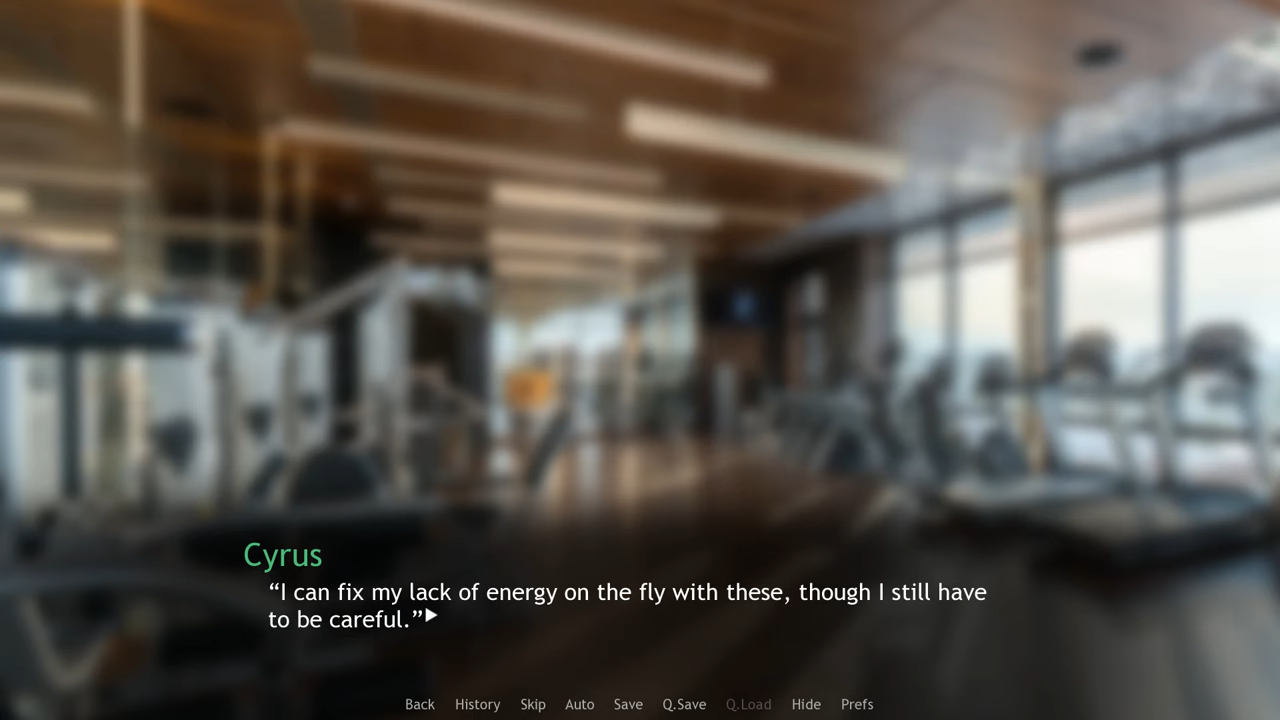 Cyrus
“I can fix my lack of energy on the fly with these, though I still have
to be careful.”
Back History Skip Auto Save Q.Save Q.Load Hide Prefs